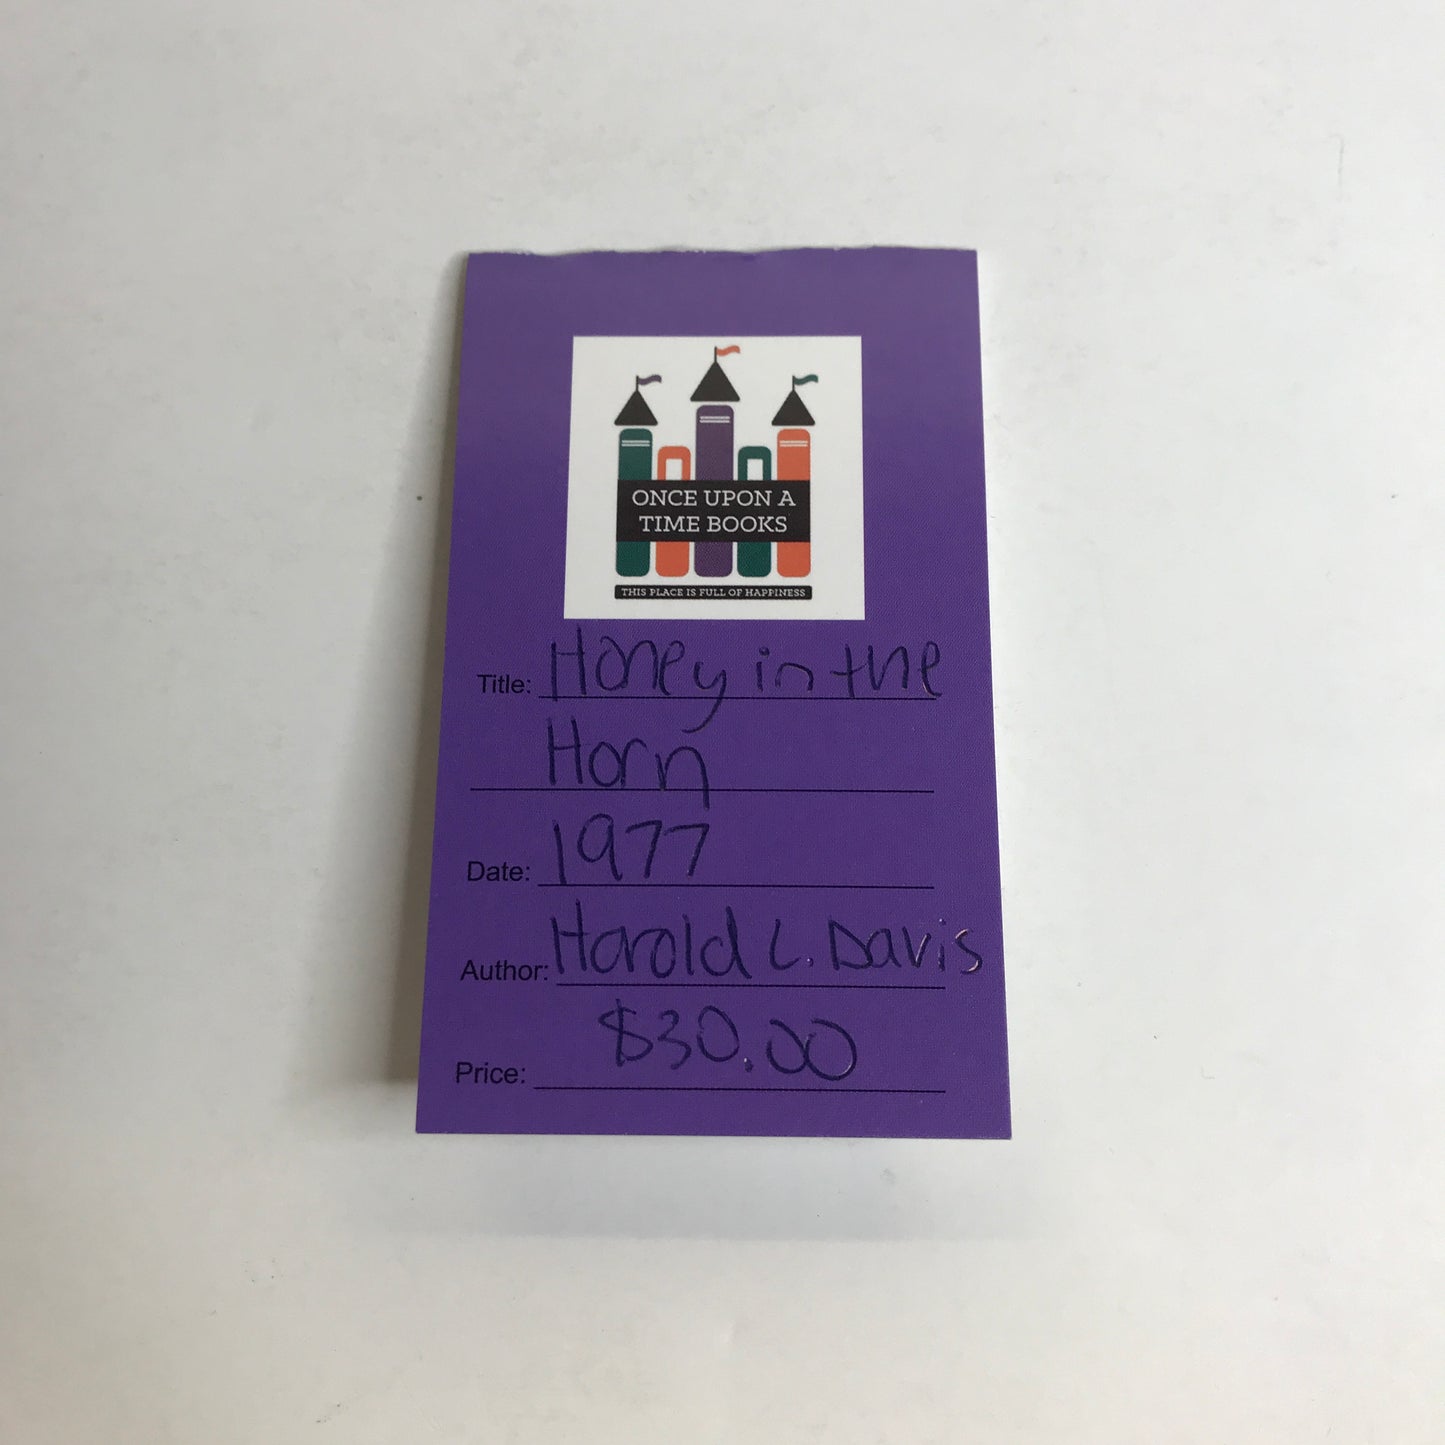 ONCE UPON A
TIME BOOKS
THIS PLACE IS FULL OF HAPPINESS
Title: Honey in the
Horn
Date: 1977
Author: Harold L. Davis
Price: $30.00